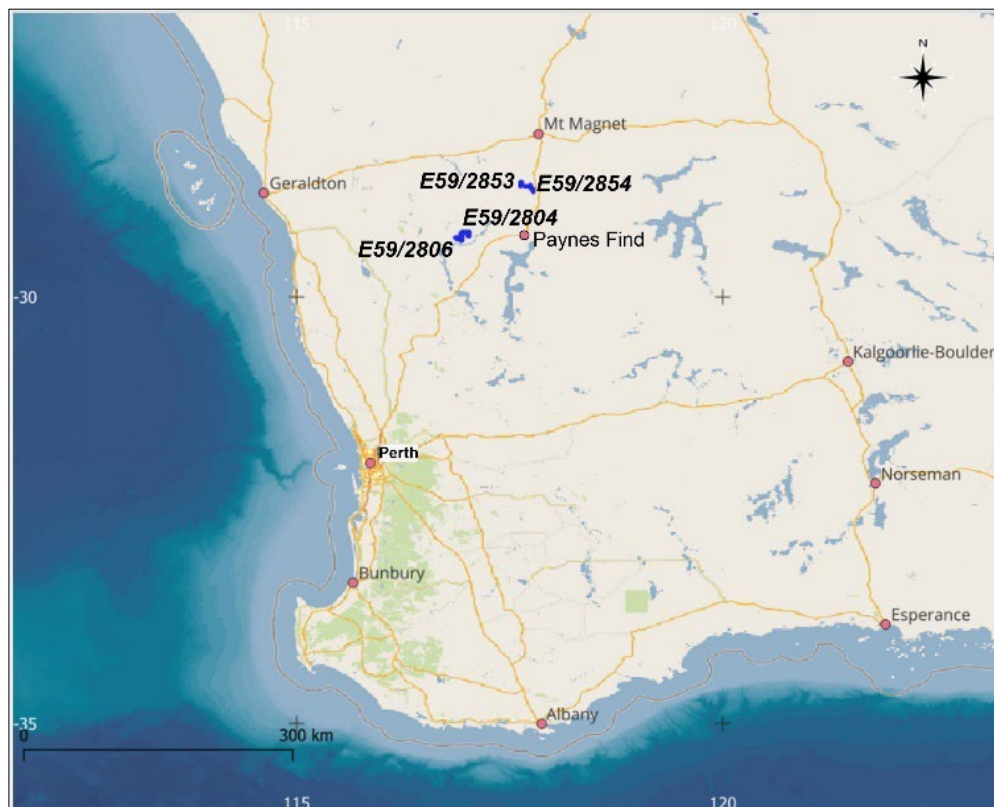 115
120
N
Mt Magnet
E59/2853
E59/2854
Geraldton
E59/2804
Paynes Find
E59/2806
-30
Kalgoorlie-Boulder
Perth
Norseman
Bunbury
Esperance
Albany
-35
0
300 km
115
120